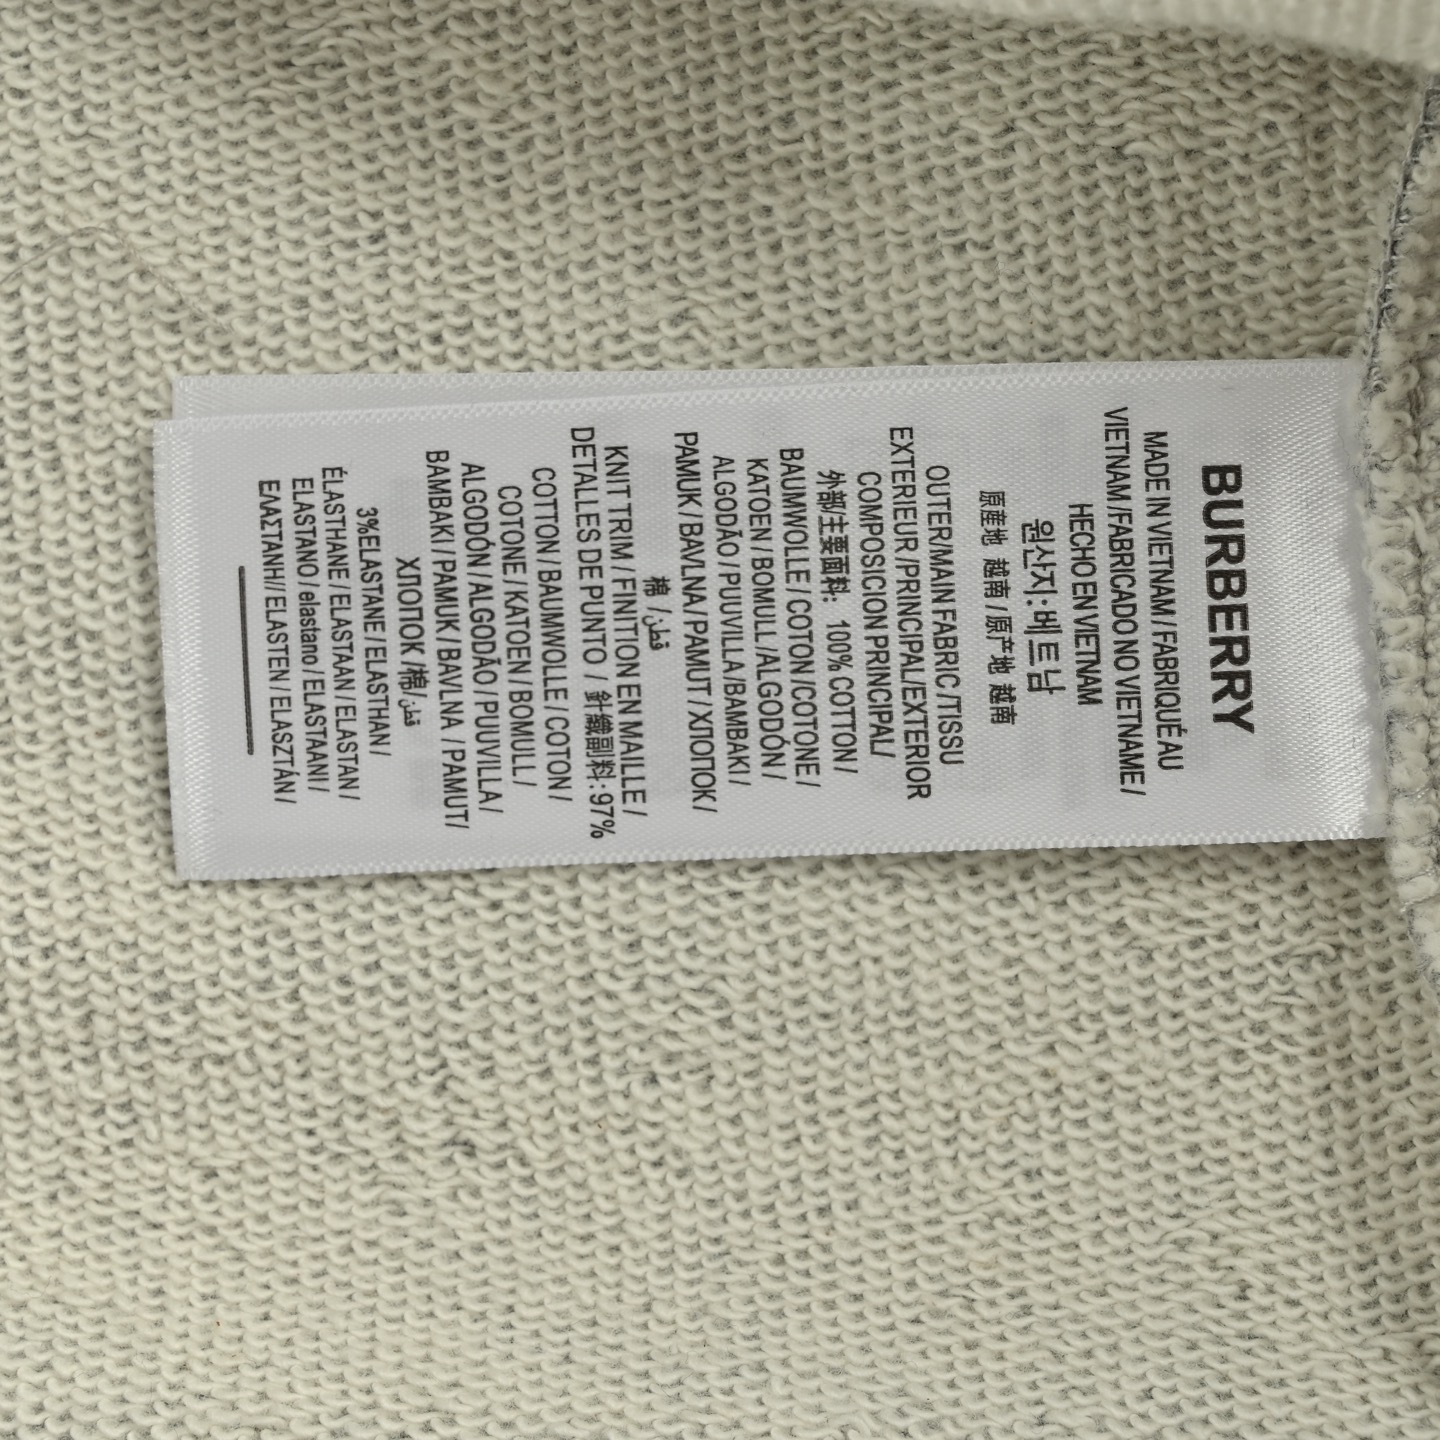 BURBERRY
MADE IN VIETNAM / FABRIQUÉ AU
VIETNAM /FABRICADO NO VIETNAME /
HECHO EN VIETNAM
원산지:베트남
原産地 越南 / 原产地 越南
OUTER/MAIN FABRIC /TISSU
EXTERIEUR /PRINCIPAL/EXTERIOR
COMPOSICION PRINCIPAL/
外部/主要面料: 100% COTTON /
BAUMWOLLE / COTON /COTONE /
KATOEN / BOMULL /ALGODÓN /
ALGODÃO / PUUVILLA /BAMBAKI /
PAMUK / BAVLNA / PAMUT / ХЛОПОК /
棉 / قطن
KNIT TRIM / FINITION EN MAILLE /
DETALLES DE PUNTO / 針織副料:97%
COTTON / BAUMWOLLE / COTON /
COTONE / KATOEN / BOMULL /
ALGODÓN / ALGODÃO / PUUVILLA /
BAMBAKI / PAMUK / BAVLNA / PAMUT/
ХЛОПОК /棉/ قطن
3%ELASTANE / ELASTHAN /
ÉLASTHANE / ELASTAAN / ELASTAN /
ELASTANO / elastano / ELASTAANI /
ΕΛΑΣΤΑΝΗ// ELASTEN / ELASZTÁN /